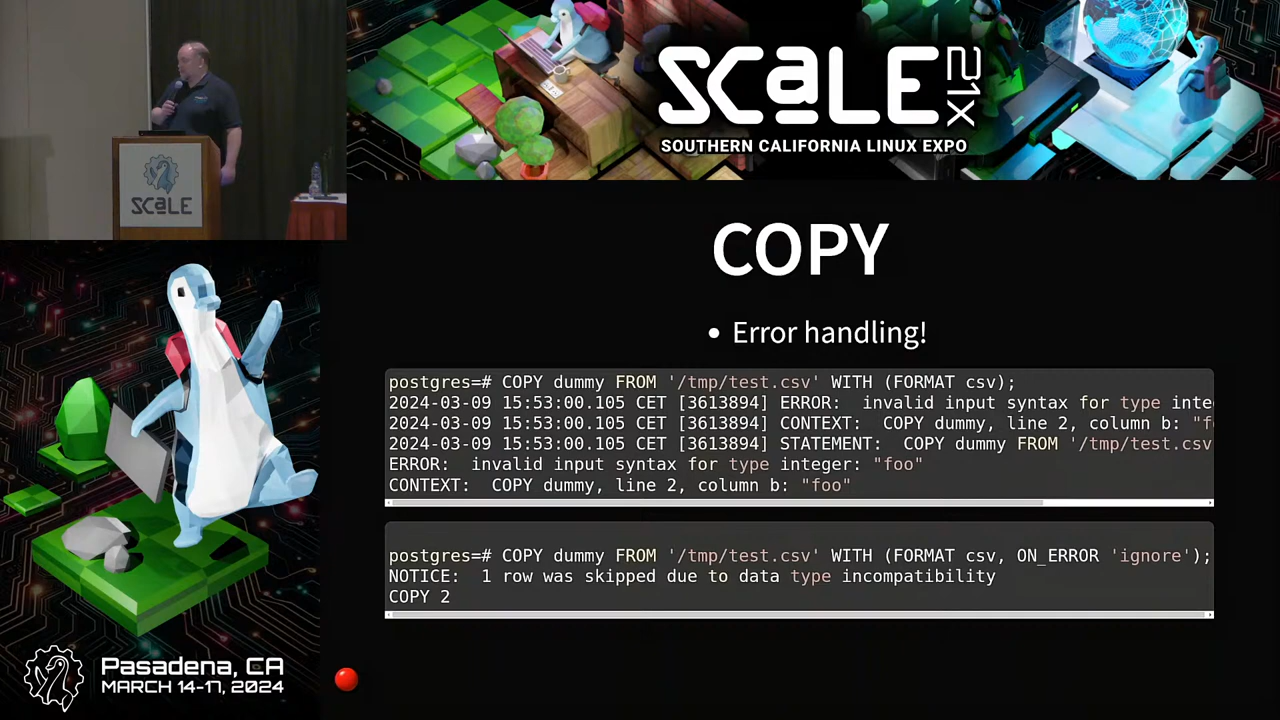 SCaLE
SCaLE 21X
SOUTHERN CALIFORNIA LINUX EXPO
COPY
• Error handling!
postgres=# COPY dummy FROM '/tmp/test.csv' WITH (FORMAT csv);
2024-03-09 15:53:00.105 CET [3613894] ERROR:  invalid input syntax for type inte
2024-03-09 15:53:00.105 CET [3613894] CONTEXT:  COPY dummy, line 2, column b: "f
2024-03-09 15:53:00.105 CET [3613894] STATEMENT:  COPY dummy FROM '/tmp/test.csv
ERROR:  invalid input syntax for type integer: "foo"
CONTEXT:  COPY dummy, line 2, column b: "foo"
postgres=# COPY dummy FROM '/tmp/test.csv' WITH (FORMAT csv, ON_ERROR 'ignore');
NOTICE:  1 row was skipped due to data type incompatibility
COPY 2
Pasadena, CA
MARCH 14-17, 2024